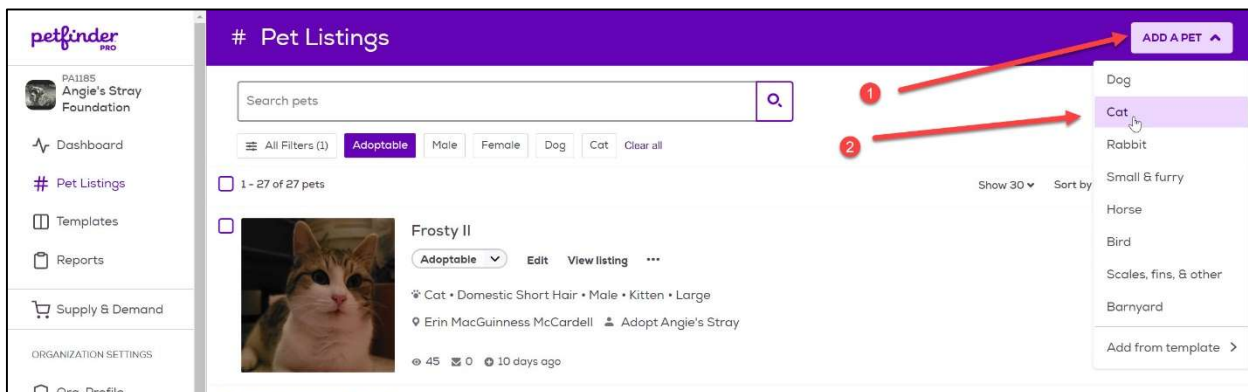 petfinder
PRO
PA1185
Angie's Stray
Foundation
Dashboard
# Pet Listings
Templates
Reports
Supply & Demand
ORGANIZATION SETTINGS
Org. Profile
# Pet Listings
ADD A PET
Search pets
All Filters (1) Adoptable Male Female Dog Cat Clear all
1 - 27 of 27 pets
Show 30 Sort by
Frosty II
Adoptable Edit View listing •••
Cat • Domestic Short Hair • Male • Kitten • Large
Erin MacGuinness McCardell Adopt Angie's Stray
45 0 10 days ago
1
2
Dog
Cat
Rabbit
Small & furry
Horse
Bird
Scales, fins, & other
Barnyard
Add from template